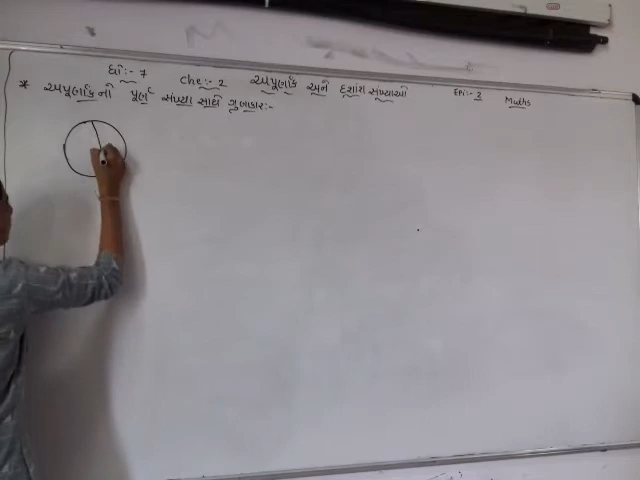 ધો:- 7 Che:- 2 અપૂર્ણાંક અને દશાંશ સંખ્યાઓ Epi:- 2 Maths
* અપૂર્ણાંકનો પૂર્ણ સંખ્યા સાથે ગુણાકાર:-